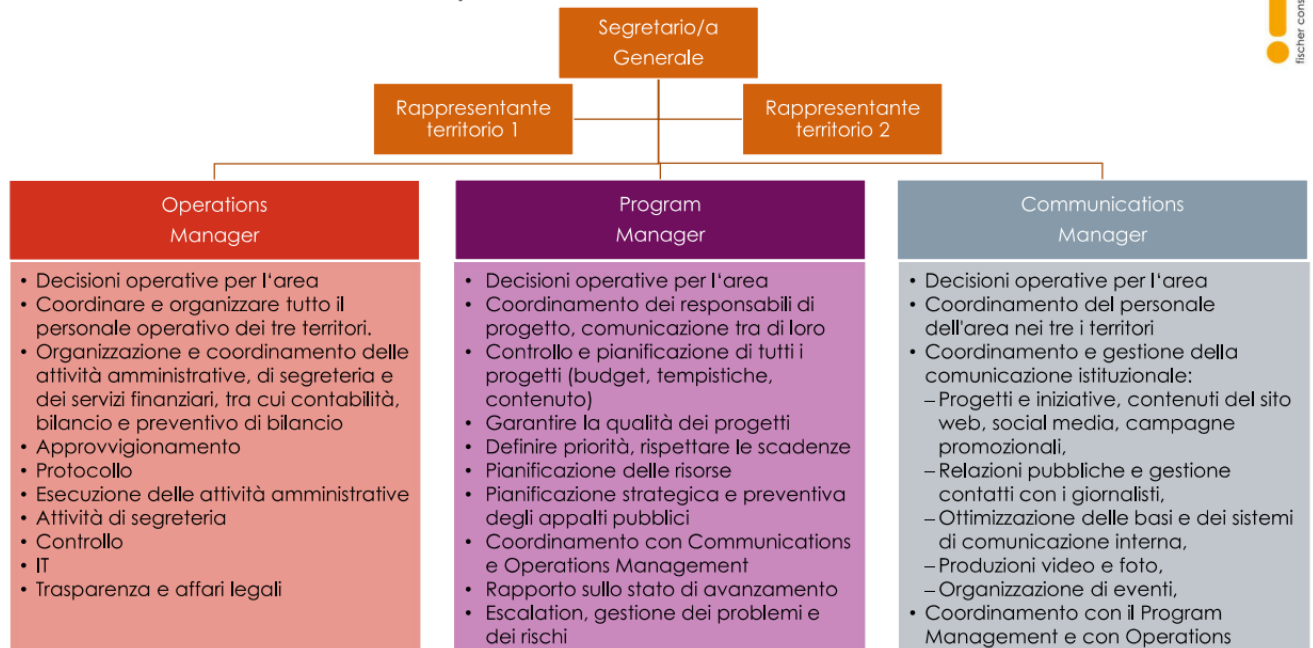 Segretario/a
Generale
fischer cons
Rappresentante
territorio 1
Rappresentante
territorio 2
Operations
Manager
• Decisioni operative per l‘area
• Coordinare e organizzare tutto il
personale operativo dei tre territori.
• Organizzazione e coordinamento delle
attività amministrative, di segreteria e
dei servizi finanziari, tra cui contabilità,
bilancio e preventivo di bilancio
• Approvvigionamento
• Protocollo
• Esecuzione delle attività amministrative
• Attività di segreteria
• Controllo
• IT
• Trasparenza e affari legali
Program
Manager
• Decisioni operative per l‘area
• Coordinamento dei responsabili di
progetto, comunicazione tra di loro
• Controllo e pianificazione di tutti i
progetti (budget, tempistiche,
contenuto)
• Garantire la qualità dei progetti
• Definire priorità, rispettare le scadenze
• Pianificazione delle risorse
• Pianificazione strategica e preventiva
degli appalti pubblici
• Coordinamento con Communications
e Operations Management
• Rapporto sullo stato di avanzamento
• Escalation, gestione dei problemi e
dei rischi
Communications
Manager
• Decisioni operative per l‘area
• Coordinamento del personale
dell'area nei tre i territori
• Coordinamento e gestione della
comunicazione istituzionale:
– Progetti e iniziative, contenuti del sito
web, social media, campagne
promozionali,
– Relazioni pubbliche e gestione
contatti con i giornalisti,
– Ottimizzazione delle basi e dei sistemi
di comunicazione interna,
– Produzioni video e foto,
– Organizzazione di eventi,
• Coordinamento con il Program
Management e con Operations